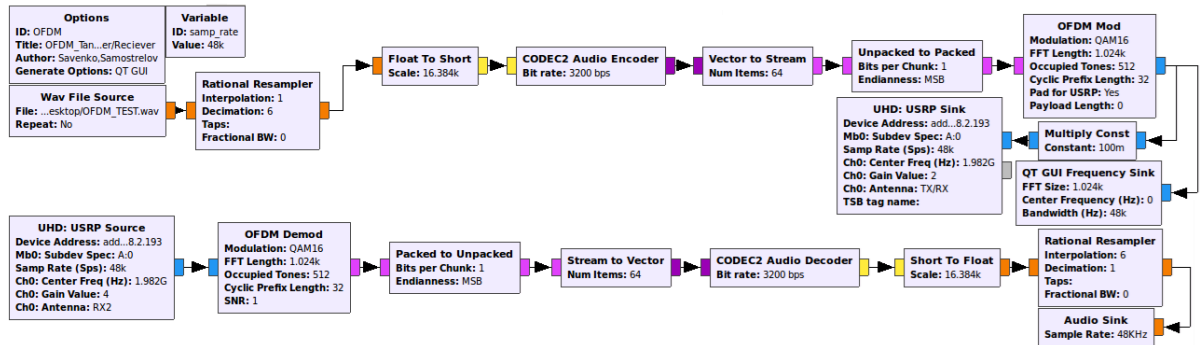 Options
ID: OFDM
Title: OFDM_Tan...er/Reciever
Author: Savenko,Samostrelov
Generate Options: QT GUI
Variable
ID: samp_rate
Value: 48k
Wav File Source
File: ...esktop/OFDM_TEST.wav
Repeat: No
Rational Resampler
Interpolation: 1
Decimation: 6
Taps:
Fractional BW: 0
Float To Short
Scale: 16.384k
CODEC2 Audio Encoder
Bit rate: 3200 bps
Vector to Stream
Num Items: 64
Unpacked to Packed
Bits per Chunk: 1
Endianness: MSB
OFDM Mod
Modulation: QAM16
FFT Length: 1.024k
Occupied Tones: 512
Cyclic Prefix Length: 32
Pad for USRP: Yes
Payload Length: 0
UHD: USRP Sink
Device Address: add...8.2.193
Mb0: Subdev Spec: A:0
Samp Rate (Sps): 48k
Ch0: Center Freq (Hz): 1.982G
Ch0: Gain Value: 2
Ch0: Antenna: TX/RX
TSB tag name:
Multiply Const
Constant: 100m
QT GUI Frequency Sink
FFT Size: 1.024k
Center Frequency (Hz): 0
Bandwidth (Hz): 48k
UHD: USRP Source
Device Address: add...8.2.193
Mb0: Subdev Spec: A:0
Samp Rate (Sps): 48k
Ch0: Center Freq (Hz): 1.982G
Ch0: Gain Value: 4
Ch0: Antenna: RX2
OFDM Demod
Modulation: QAM16
FFT Length: 1.024k
Occupied Tones: 512
Cyclic Prefix Length: 32
SNR: 1
Packed to Unpacked
Bits per Chunk: 1
Endianness: MSB
Stream to Vector
Num Items: 64
CODEC2 Audio Decoder
Bit rate: 3200 bps
Short To Float
Scale: 16.384k
Rational Resampler
Interpolation: 6
Decimation: 1
Taps:
Fractional BW: 0
Audio Sink
Sample Rate: 48KHz